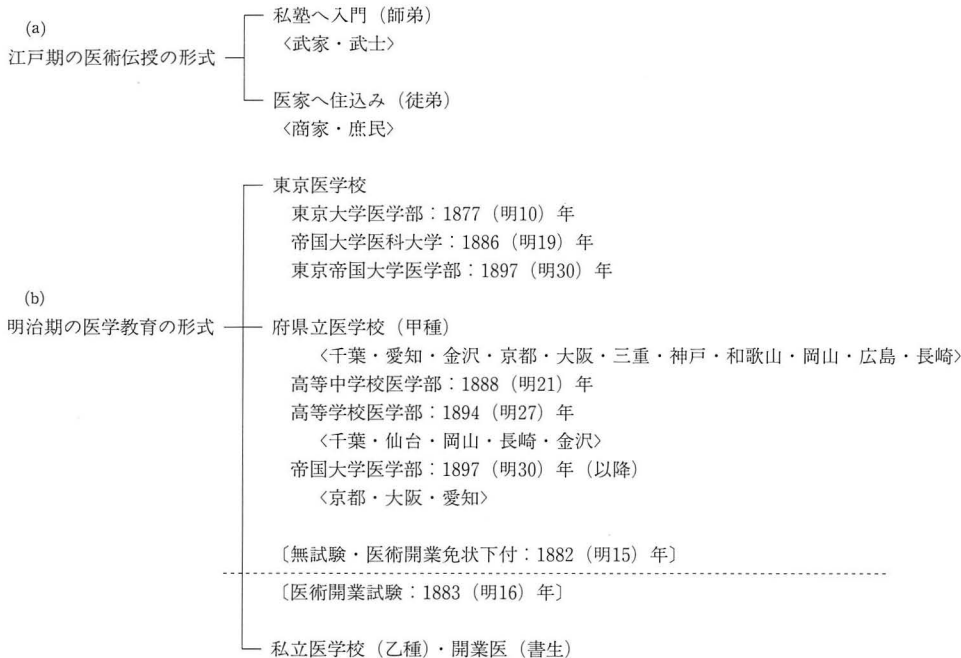 (a)
江戸期の医術伝授の形式
私塾へ入門（師弟）
〈武家・武士〉
医家へ住込み（徒弟）
〈商家・庶民〉
(b)
明治期の医学教育の形式
東京医学校
東京大学医学部：1877（明10）年
帝国大学医科大学：1886（明19）年
東京帝国大学医学部：1897（明30）年
府県立医学校（甲種）
〈千葉・愛知・金沢・京都・大阪・三重・神戸・和歌山・岡山・広島・長崎〉
高等中学校医学部：1888（明21）年
高等学校医学部：1894（明27）年
〈千葉・仙台・岡山・長崎・金沢〉
帝国大学医学部：1897（明30）年（以降）
〈京都・大阪・愛知〉
〔無試験・医術開業免状下付：1882（明15）年〕
〔医術開業試験：1883（明16）年〕
私立医学校（乙種）・開業医（書生）